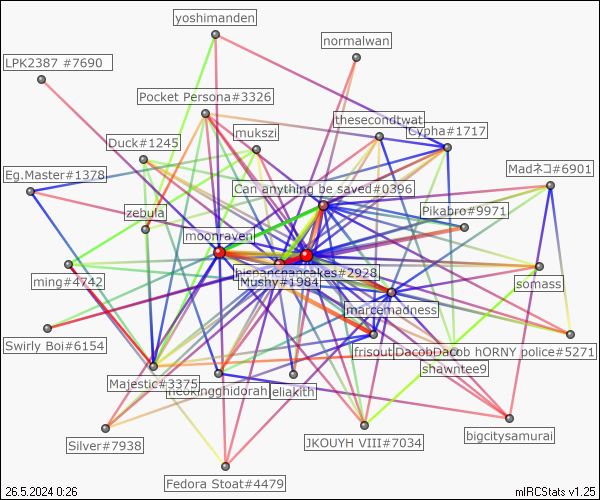 yoshimanden
normalwan
LPK2387 #7690
Pocket Persona#3326
thesecondtwat
mukszi
Cypha#1717
Duck#1245
Madネコ#6901
Eg.Master#1378
Can anything be saved#0396
zebula
Pikabro#9971
moonraven
hispanicpancakes#2928
ming#4742
Mushy#1984
somass
marcemadness
Swirly Boi#6154
frisout
DacobDacob
hORNY police#5271
shawntee9
Majestic#3375
eliakith
Silver#7938
JKOUYH VIII#7034
bigcitysamurai
Fedora Stoat#4479
26.5.2024 0:26
mIRCStats v1.25